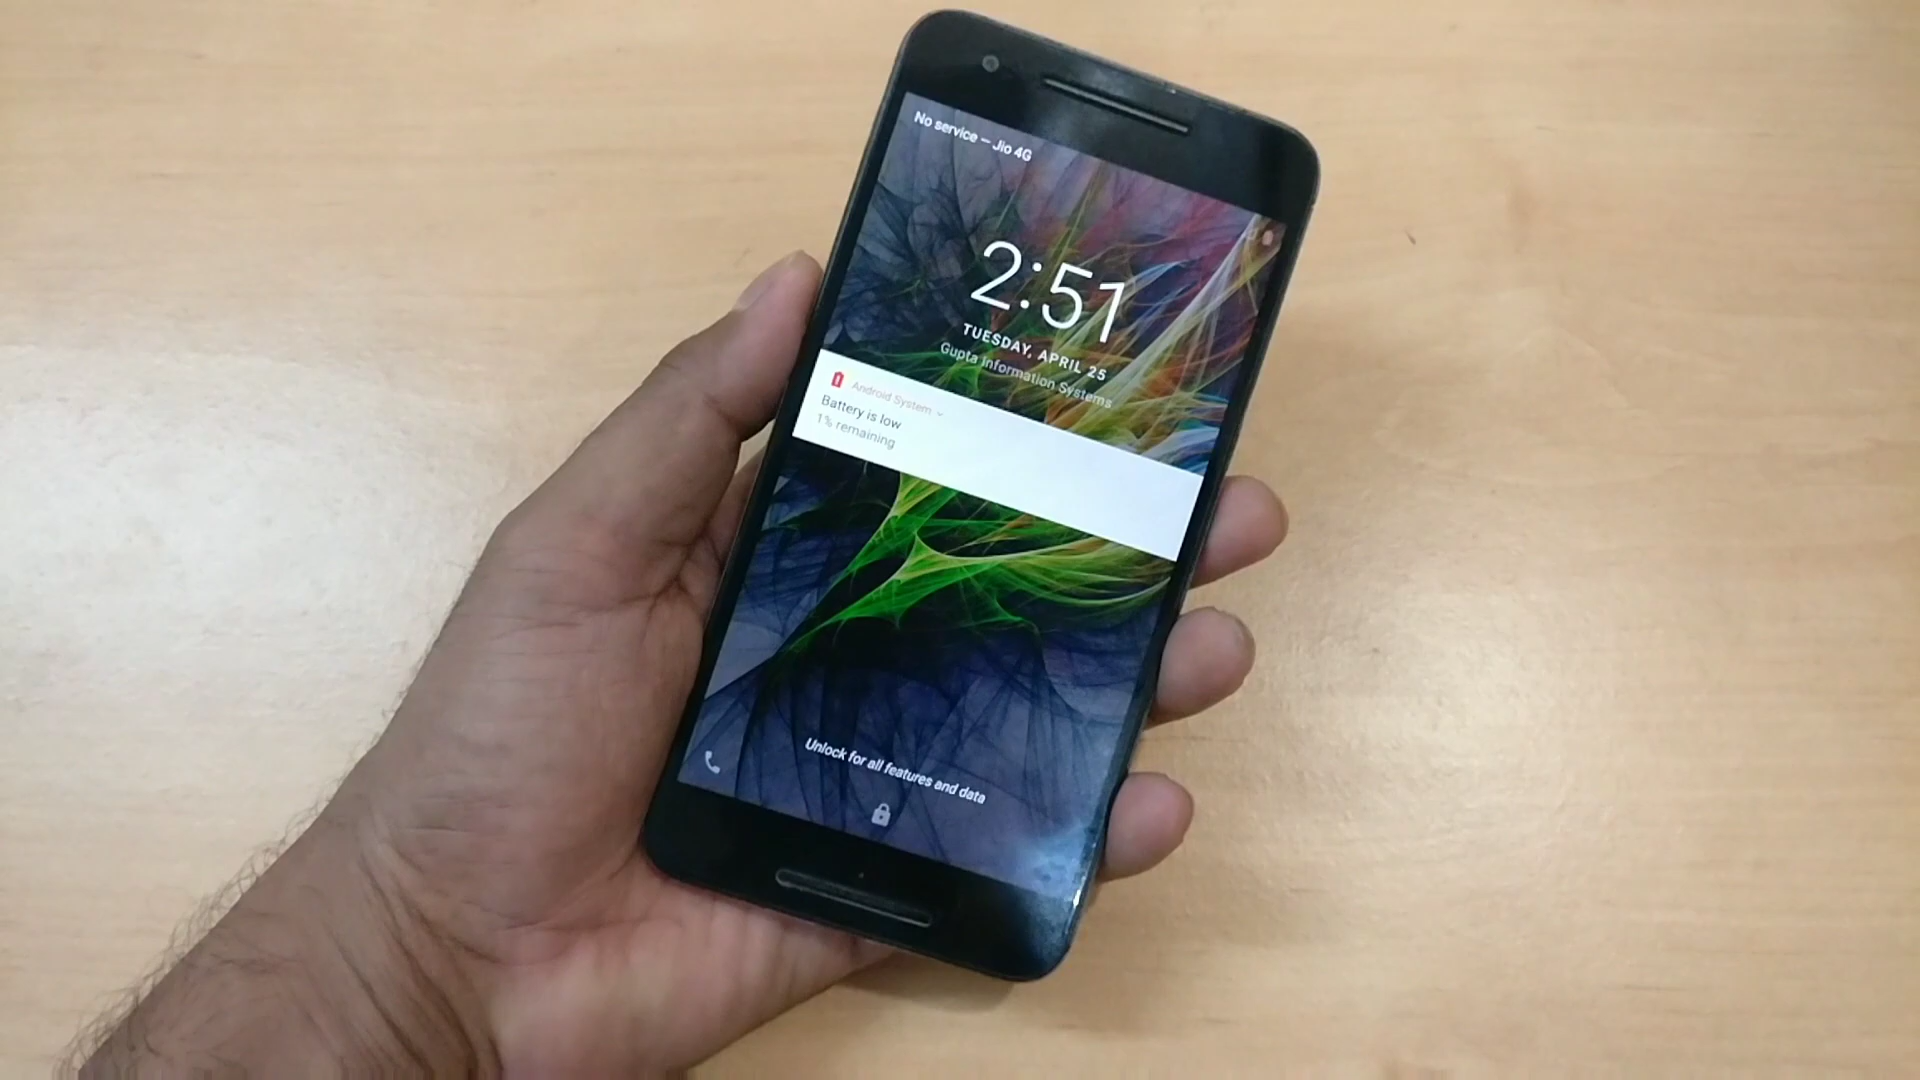 No service — Jio 4G
2:51
TUESDAY, APRIL 25
Gupta Information Systems
Android System
Battery is low
1% remaining
Unlock for all features and data